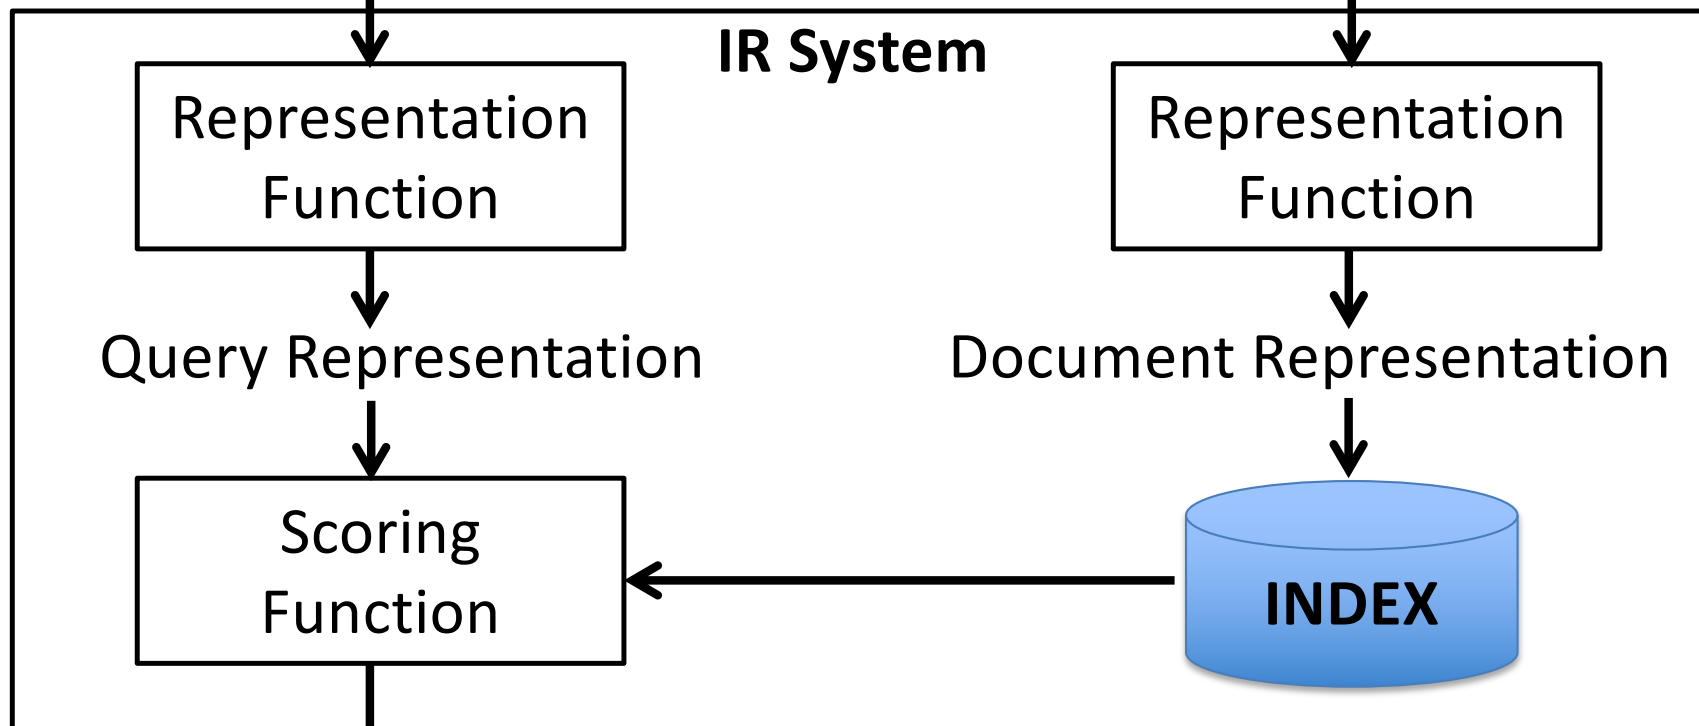 IR System
Representation
Function
Representation
Function
Query Representation
Document Representation
Scoring
Function
INDEX